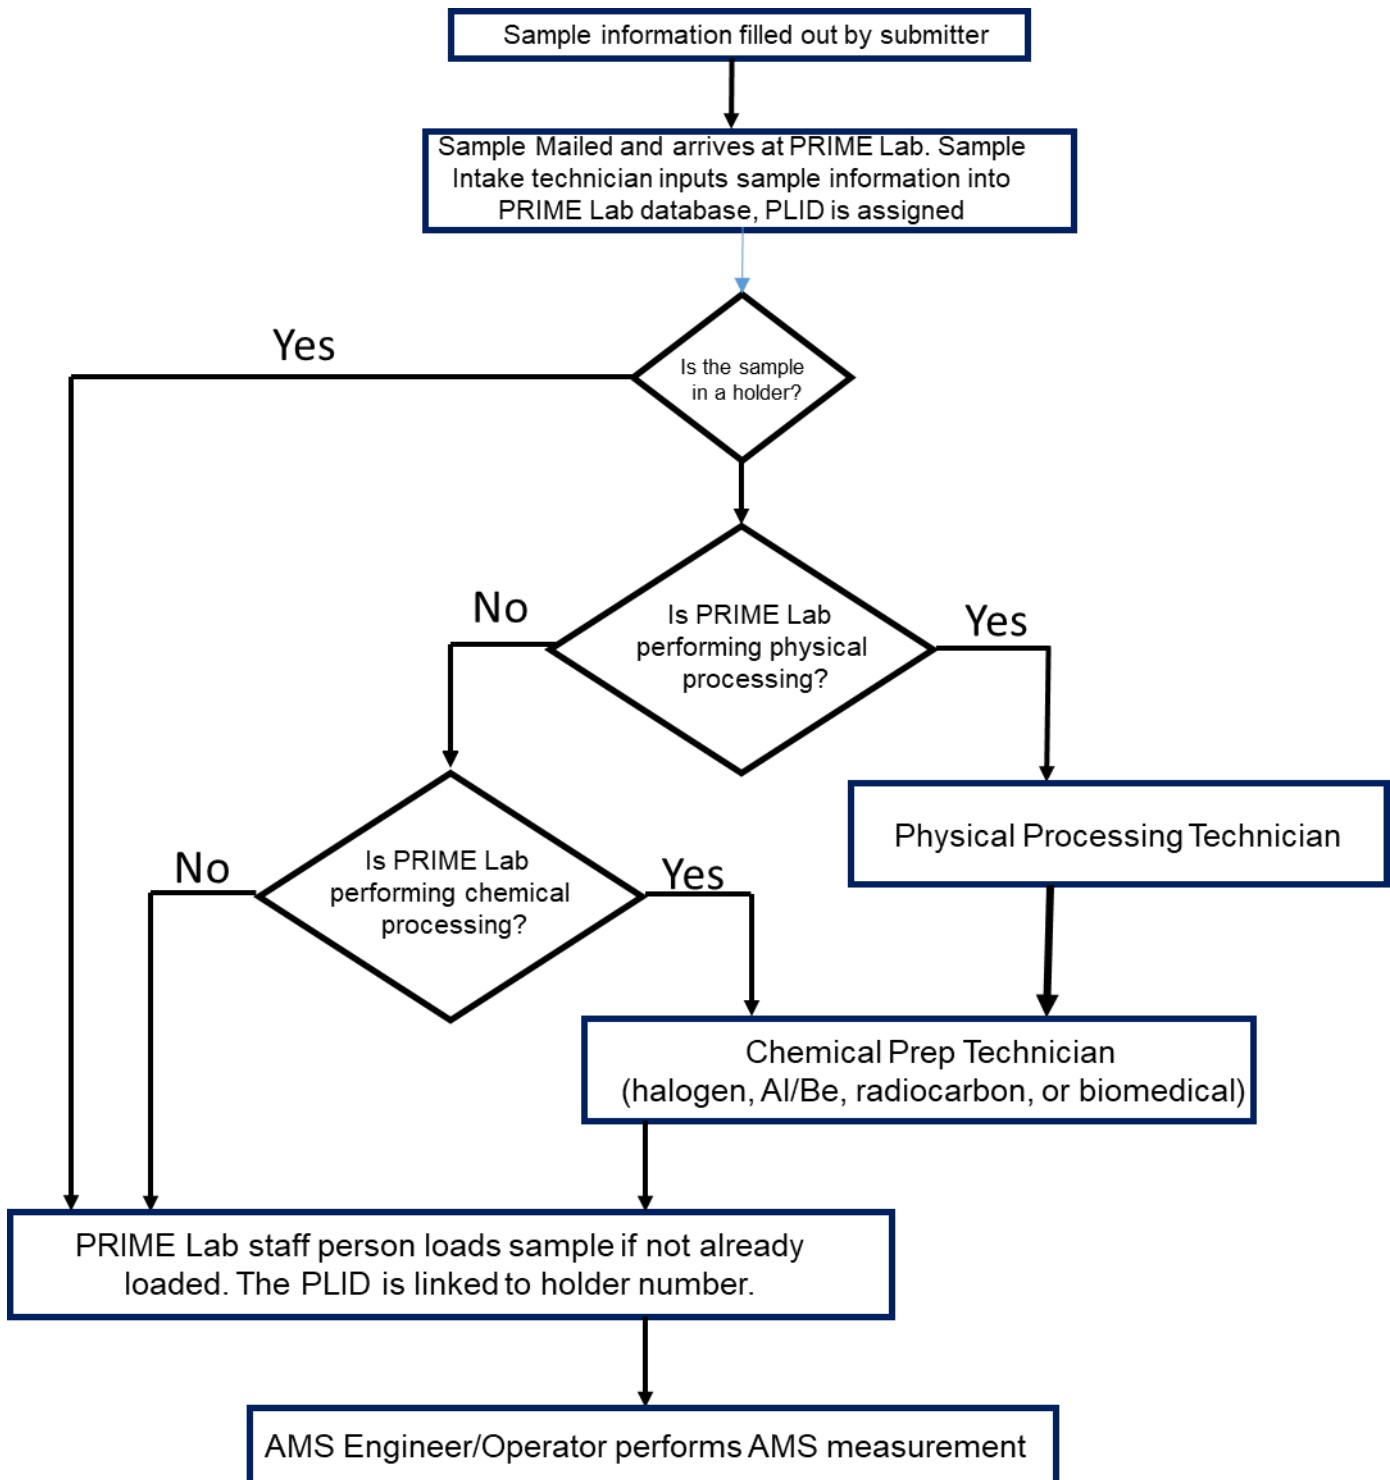 Sample information filled out by submitter
Sample Mailed and arrives at PRIME Lab. Sample
Intake technician inputs sample information into
PRIME Lab database, PLID is assigned
Yes
Is the sample
in a holder?
No
Is PRIME Lab
performing physical
processing?
Yes
Physical Processing Technician
No
Is PRIME Lab
performing chemical
processing?
Yes
Chemical Prep Technician
(halogen, Al/Be, radiocarbon, or biomedical)
PRIME Lab staff person loads sample if not already
loaded. The PLID is linked to holder number.
AMS Engineer/Operator performs AMS measurement